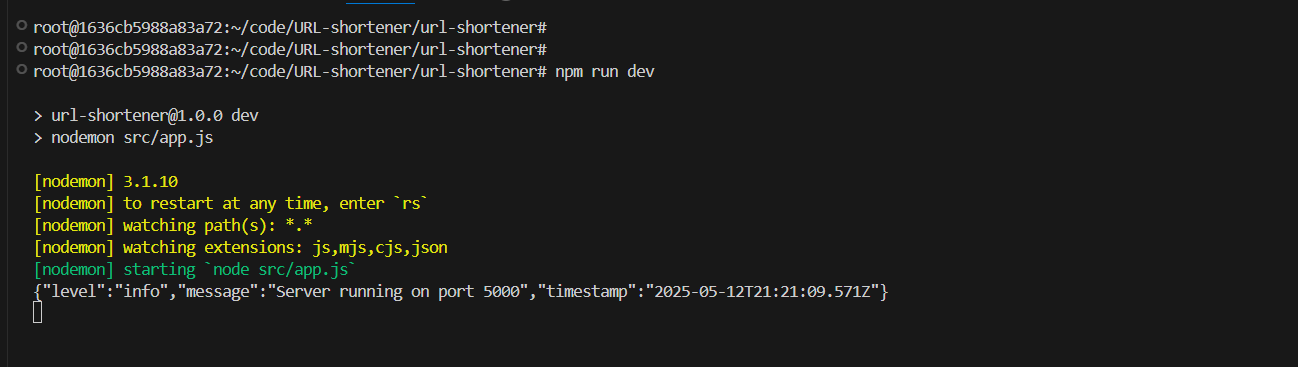 root@1636cb5988a83a72:~/code/URL-shortener/url-shortener#
root@1636cb5988a83a72:~/code/URL-shortener/url-shortener#
root@1636cb5988a83a72:~/code/URL-shortener/url-shortener# npm run dev
> url-shortener@1.0.0 dev
> nodemon src/app.js
[nodemon] 3.1.10
[nodemon] to restart at any time, enter `rs`
[nodemon] watching path(s): *.*
[nodemon] watching extensions: js,mjs,cjs,json
[nodemon] starting `node src/app.js`
{"level":"info","message":"Server running on port 5000","timestamp":"2025-05-12T21:21:09.571Z"}